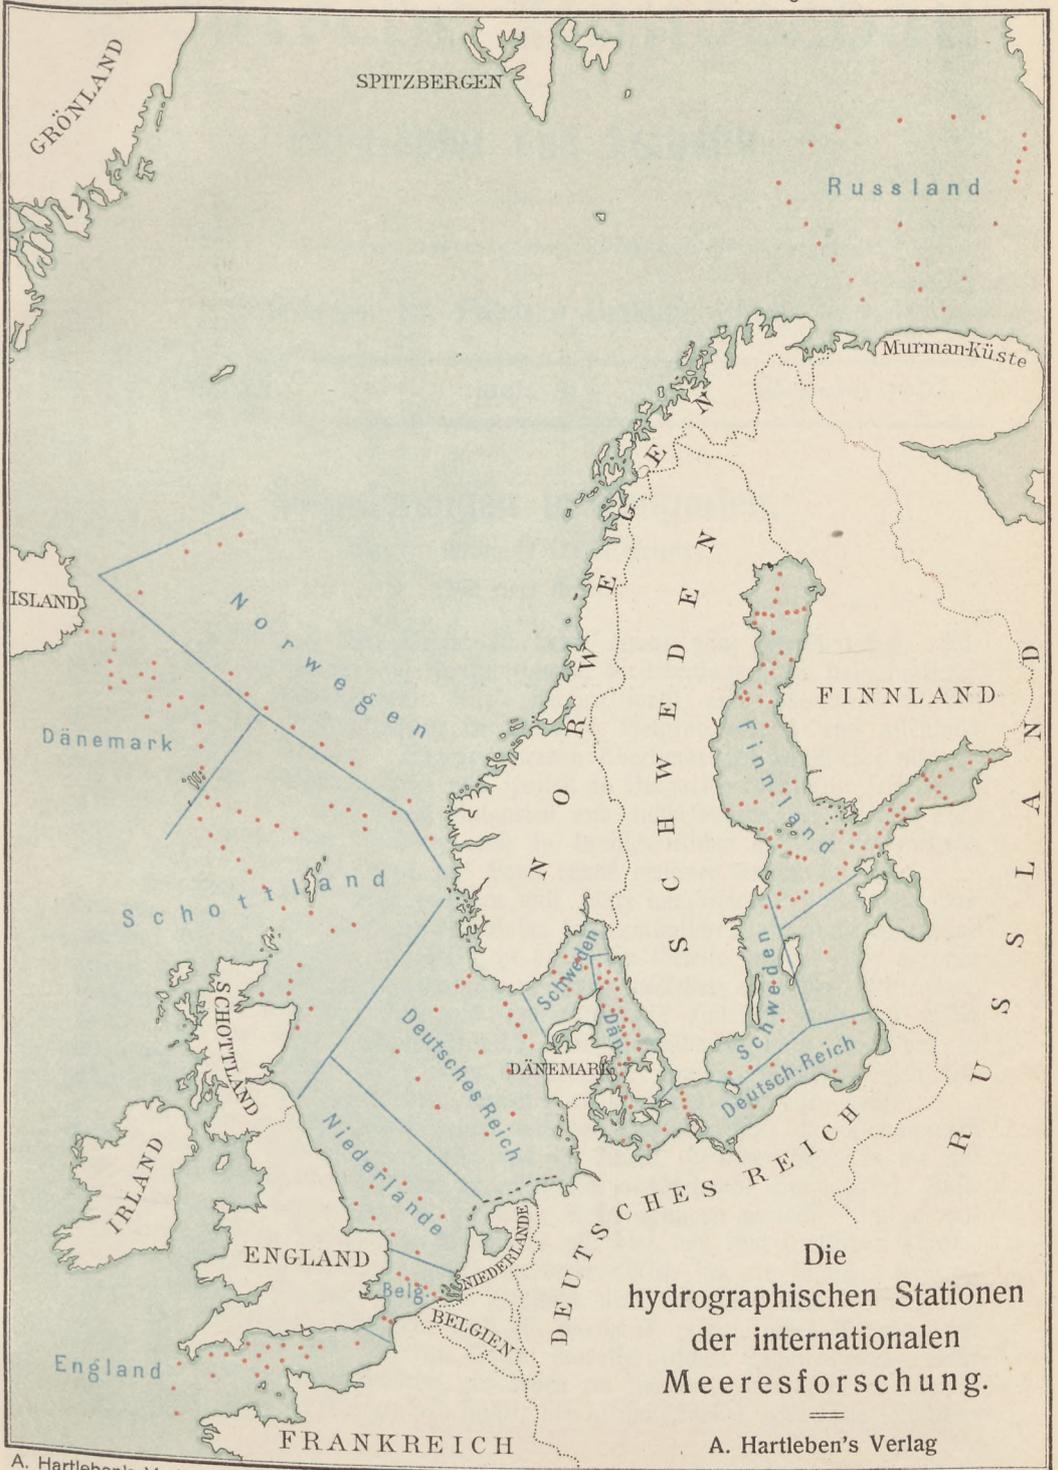 GRÖNLAND
SPITZBERGEN
Russland
Murman-Küste
ISLAND
Norwegen
NORWEGEN
SCHWEDEN
FINNLAND
Finnland
Dänemark
Schottland
SCHOTTLAND
Schweden
Schweden
Dän.
DÄNEMARK
Deutsches Reich
Deutsch. Reich
RUSSLAND
Niederlande
IRLAND
ENGLAND
NIEDERLANDE
Belg.
BELGIEN
DEUTSCHES REICH
England
FRANKREICH
Die
hydrographischen Stationen
der internationalen
Meeresforschung.
A. Hartleben's Verlag
A. Hartleben's